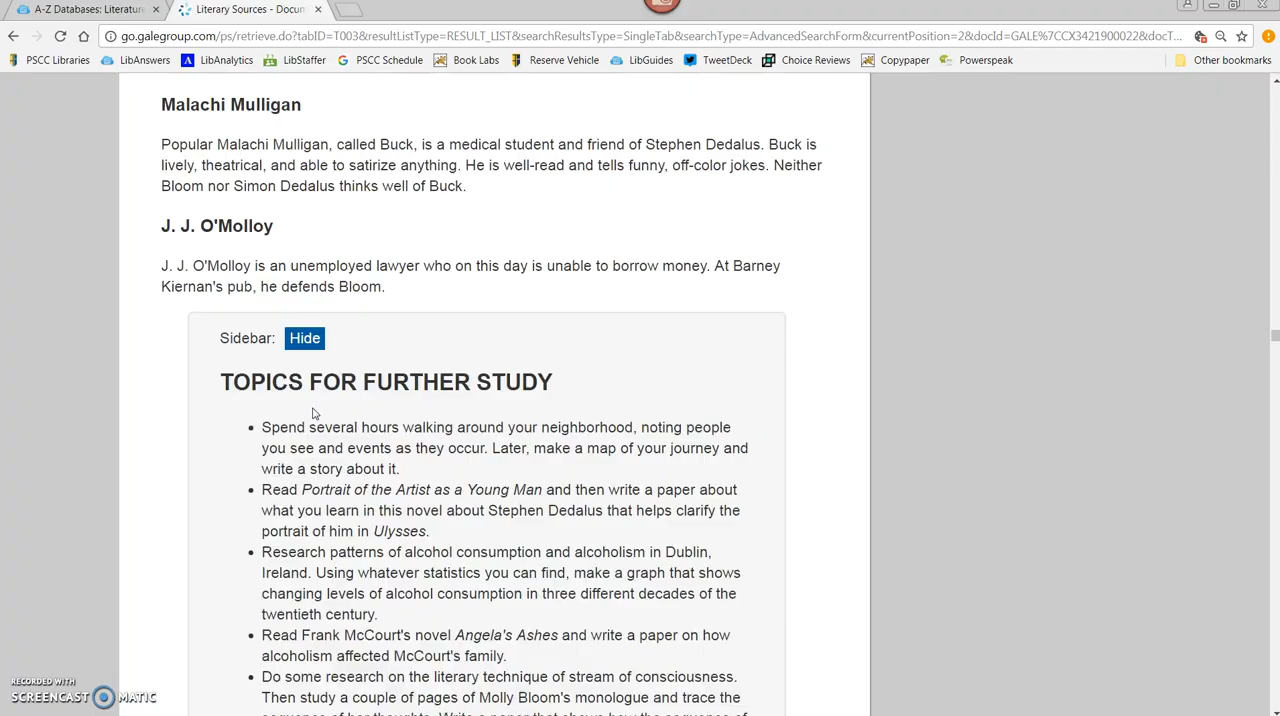 A-Z Databases: Literature
Literary Sources - Docum
go.galegroup.com/ps/retrieve.do?tabID=T003&resultListType=RESULT_LIST&searchResultsType=SingleTab&searchType=AdvancedSearchForm&currentPosition=2&docId=GALE%7CCX3421900022&docT...
PSCC Libraries LibAnswers LibAnalytics LibStaffer PSCC Schedule Book Labs Reserve Vehicle LibGuides TweetDeck Choice Reviews Copypaper Powerspeak Other bookmarks
Malachi Mulligan
Popular Malachi Mulligan, called Buck, is a medical student and friend of Stephen Dedalus. Buck is
lively, theatrical, and able to satirize anything. He is well-read and tells funny, off-color jokes. Neither
Bloom nor Simon Dedalus thinks well of Buck.
J. J. O'Molloy
J. J. O'Molloy is an unemployed lawyer who on this day is unable to borrow money. At Barney
Kiernan's pub, he defends Bloom.
Sidebar: Hide
TOPICS FOR FURTHER STUDY
• Spend several hours walking around your neighborhood, noting people
you see and events as they occur. Later, make a map of your journey and
write a story about it.
• Read Portrait of the Artist as a Young Man and then write a paper about
what you learn in this novel about Stephen Dedalus that helps clarify the
portrait of him in Ulysses.
• Research patterns of alcohol consumption and alcoholism in Dublin,
Ireland. Using whatever statistics you can find, make a graph that shows
changing levels of alcohol consumption in three different decades of the
twentieth century.
• Read Frank McCourt's novel Angela's Ashes and write a paper on how
alcoholism affected McCourt's family.
• Do some research on the literary technique of stream of consciousness.
Then study a couple of pages of Molly Bloom's monologue and trace the
sequence of her thoughts. Write a paper that shows how the sequence of
RECORDED WITH
SCREENCAST MATIC